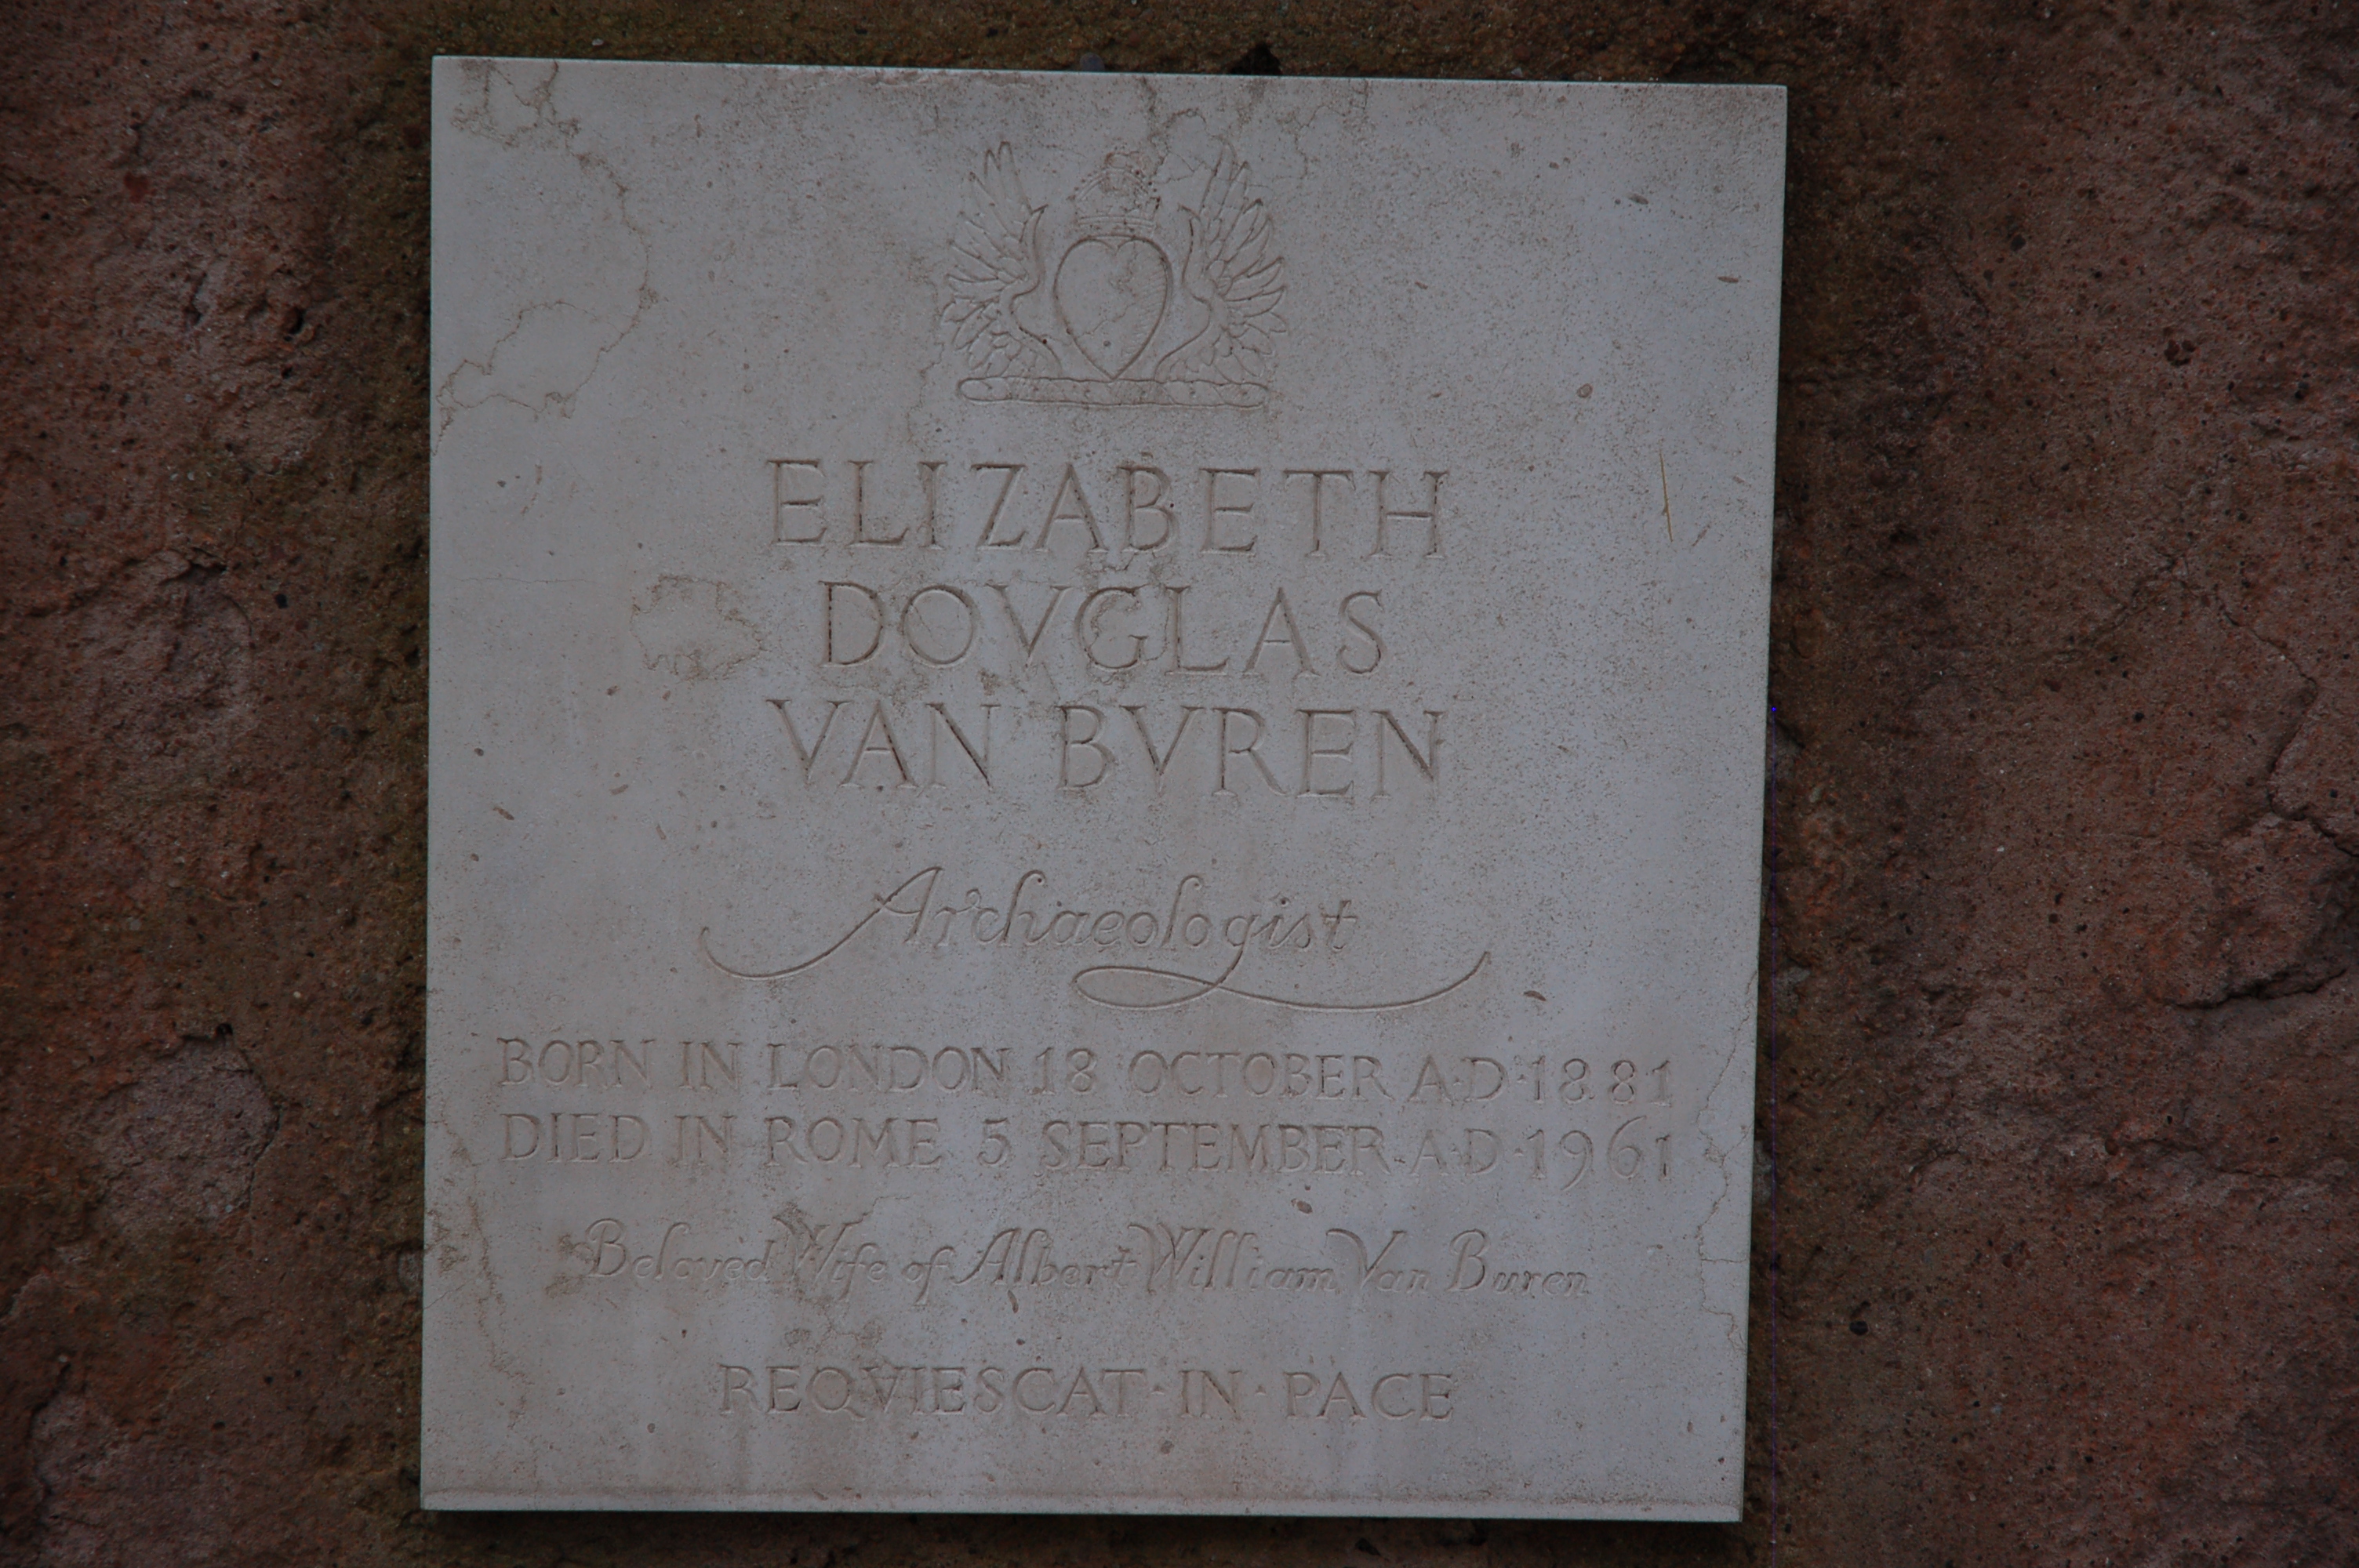 ELIZABETH
DOVGLAS
VAN BVREN
Archaeologist
BORN IN LONDON 18 OCTOBER A·D·1881
DIED IN ROME 5 SEPTEMBER A·D·1961
Beloved Wife of Albert William Van Buren
REQVIESCAT·IN·PACE